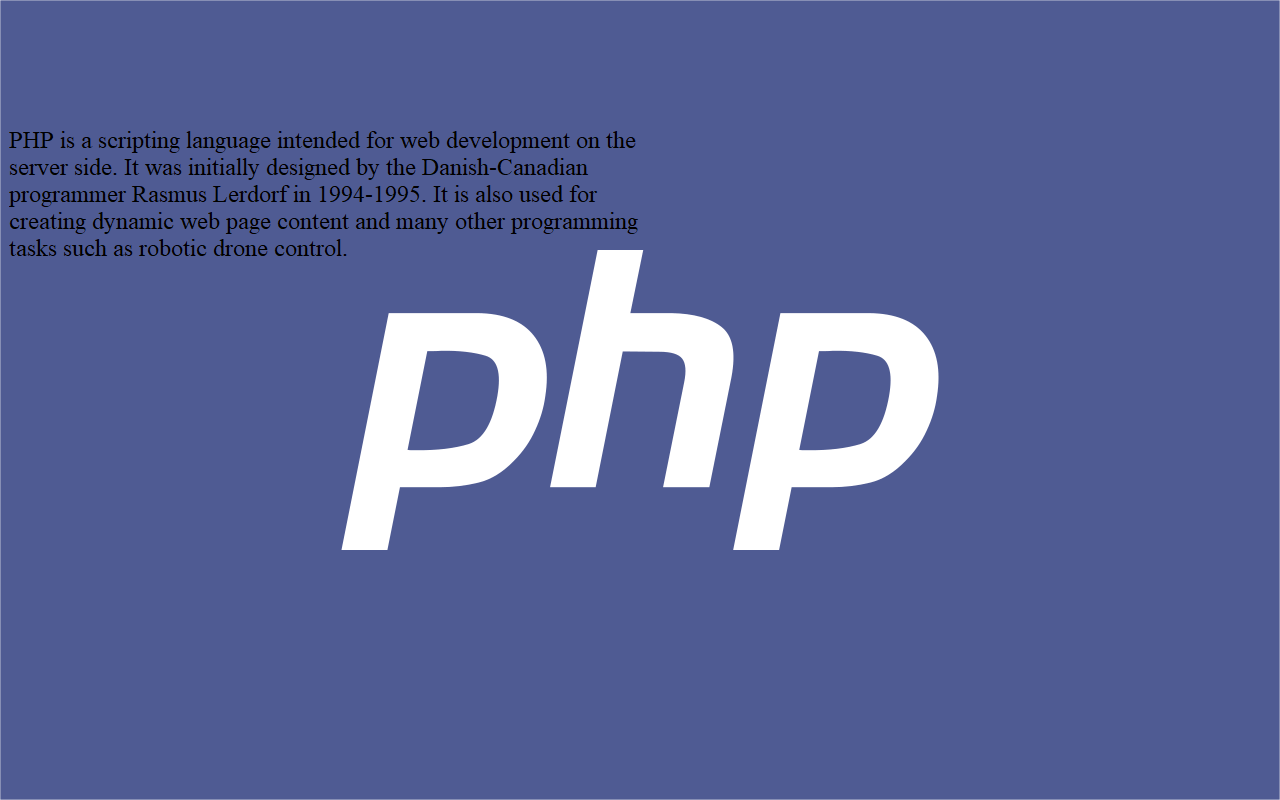 PHP is a scripting language intended for web development on the
server side. It was initially designed by the Danish-Canadian
programmer Rasmus Lerdorf in 1994-1995. It is also used for
creating dynamic web page content and many other programming
tasks such as robotic drone control.
php